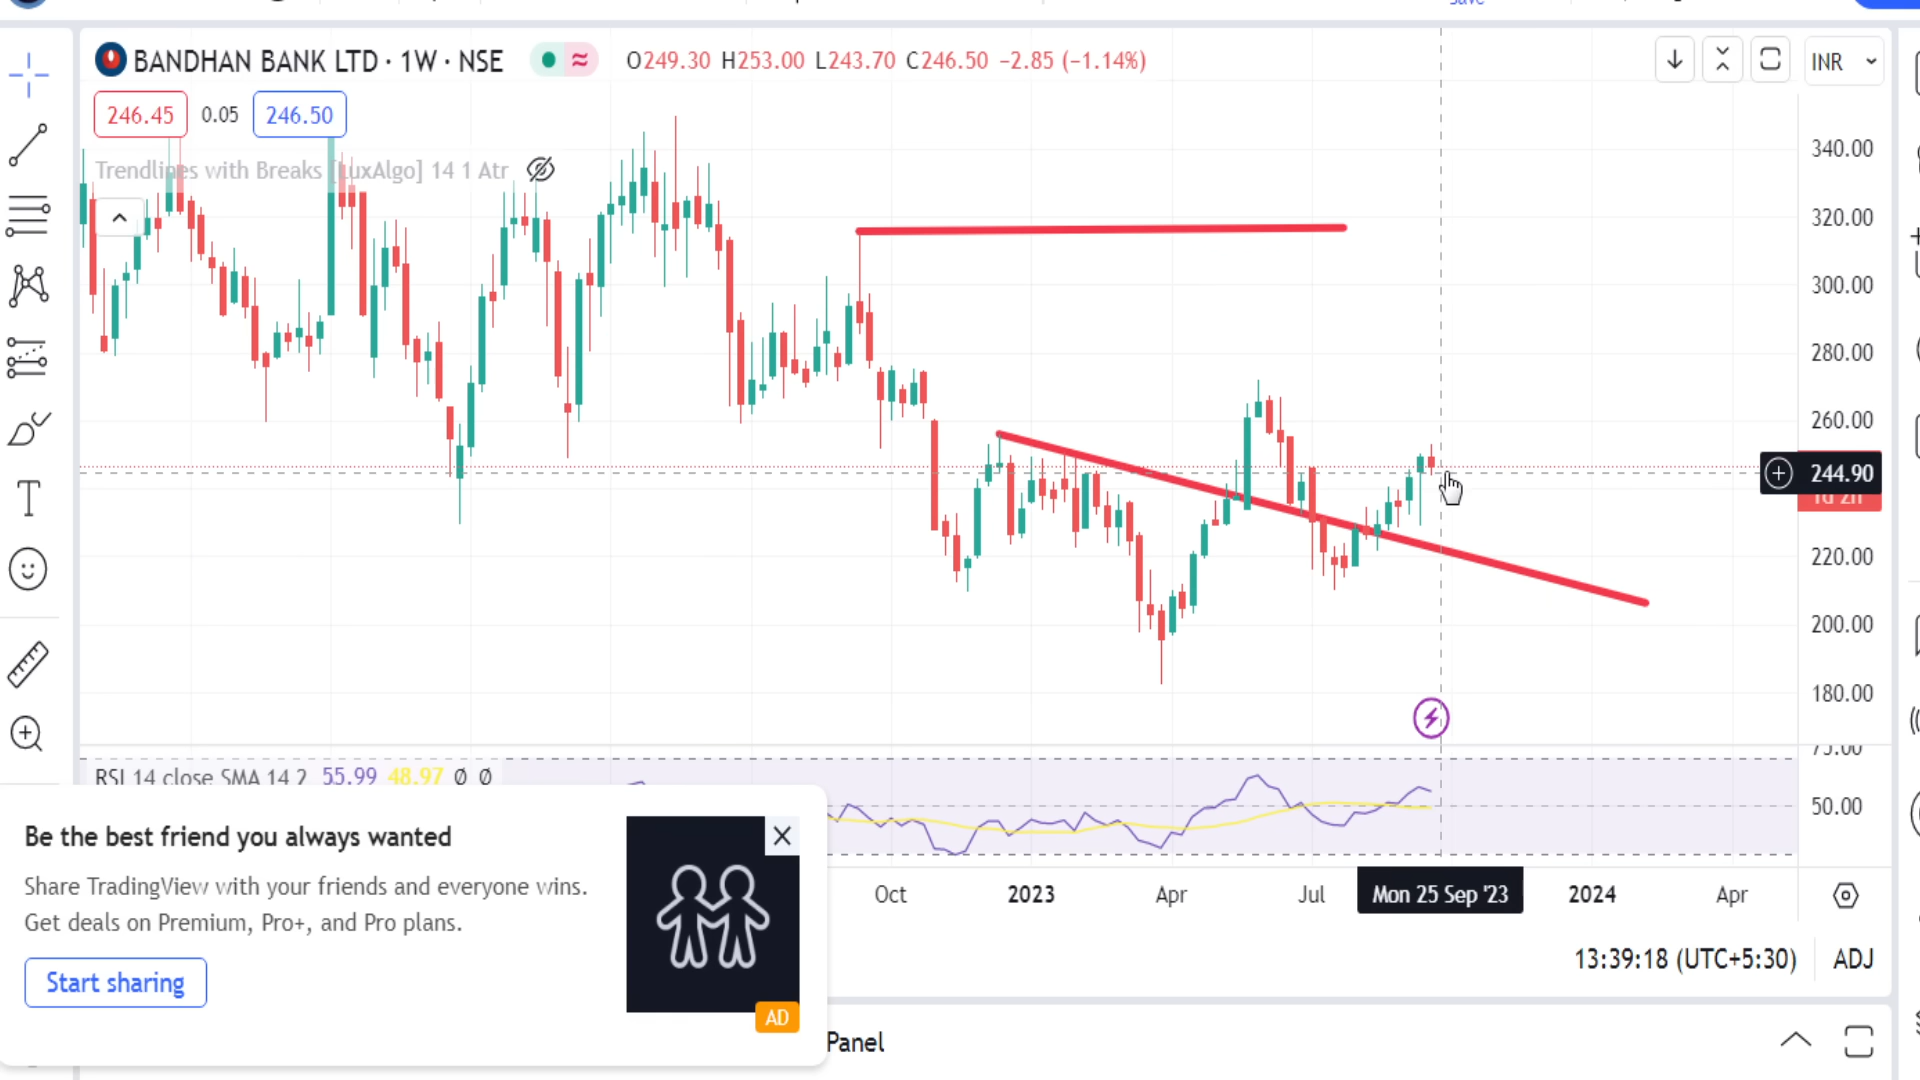 BANDHAN BANK LTD · 1W · NSE
O249.30 H253.00 L243.70 C246.50 −2.85 (−1.14%)
INR
246.45 0.05 246.50
Trendlines with Breaks [LuxAlgo] 14 1 Atr
340.00
320.00
300.00
280.00
260.00
244.90
220.00
200.00
180.00
75.00
RSI 14 close SMA 14 2 55.99 48.97 Ø Ø
50.00
Be the best friend you always wanted
Share TradingView with your friends and everyone wins.
Get deals on Premium, Pro+, and Pro plans.
Start sharing
AD
Oct 2023 Apr Jul Mon 25 Sep '23 2024 Apr
13:39:18 (UTC+5:30) ADJ
Panel